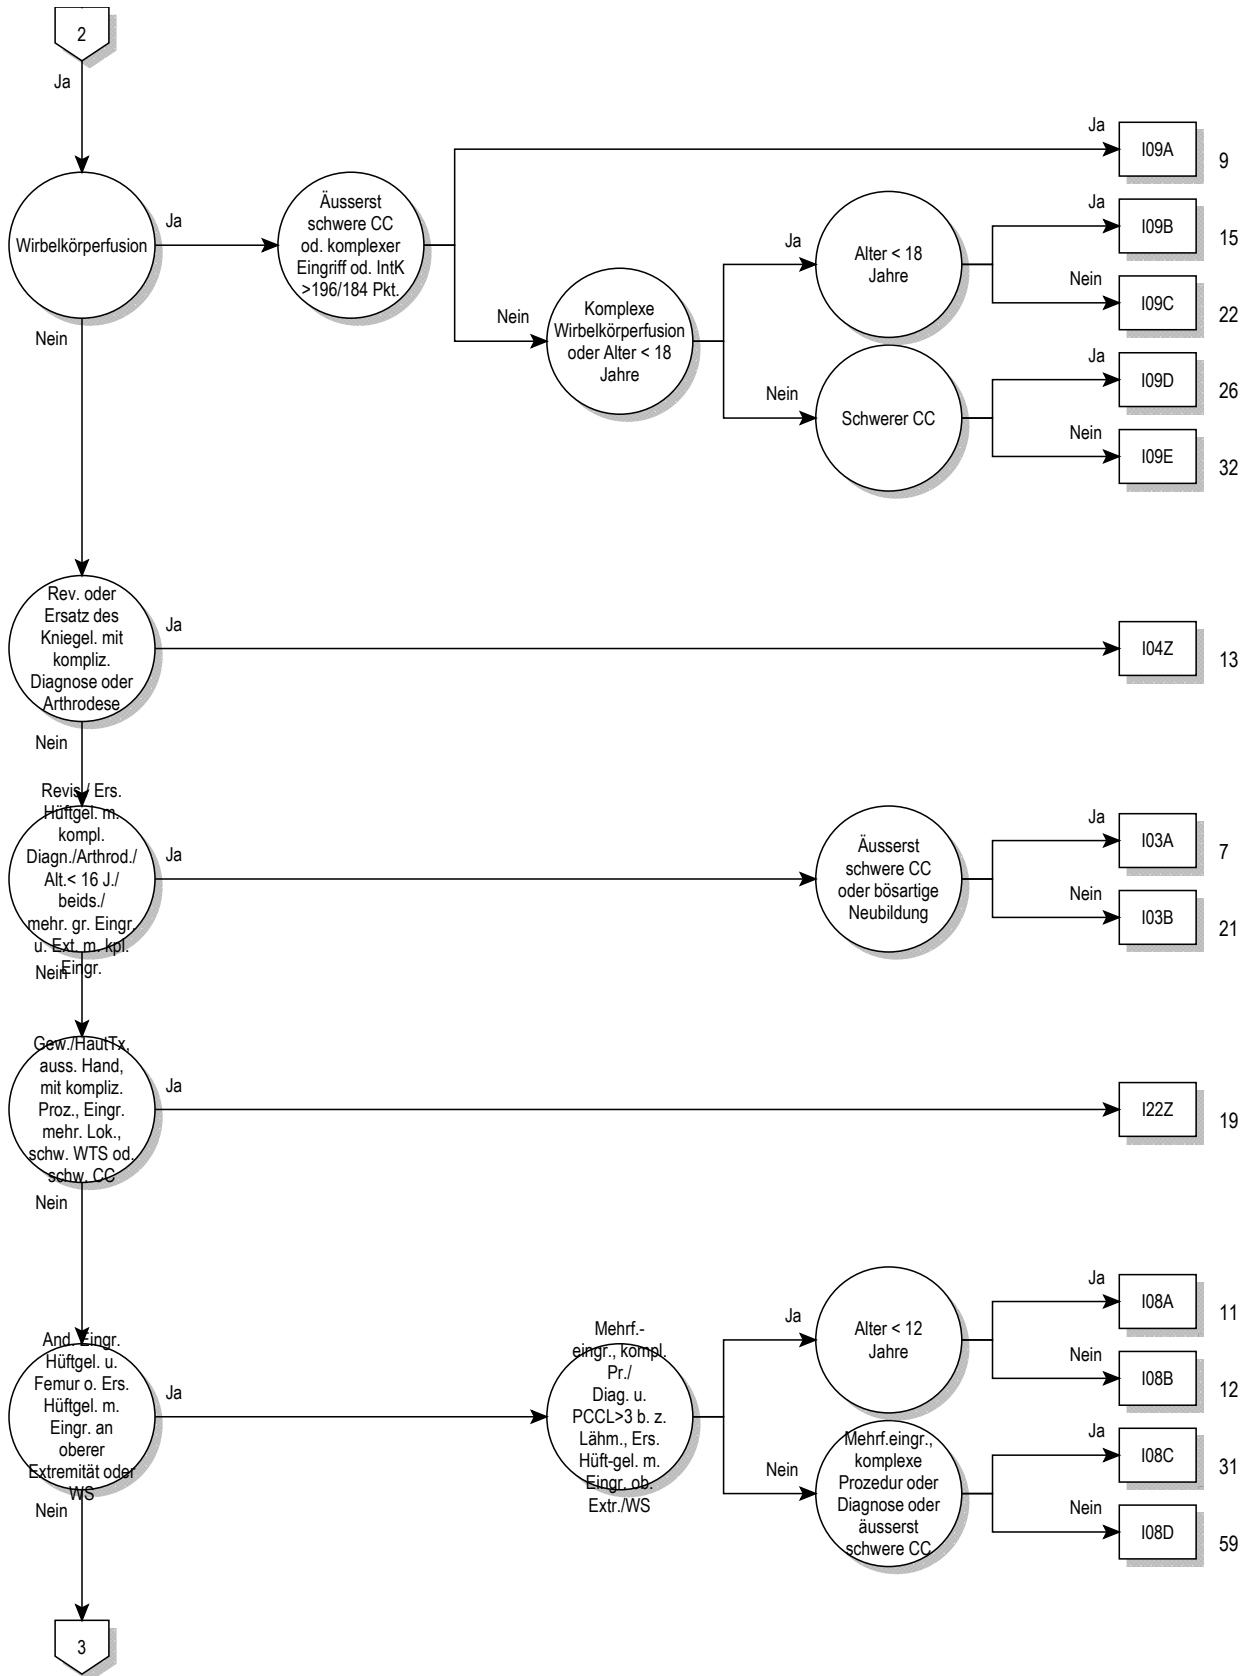 2
Ja
Wirbelkörperfusion
Ja
Nein
Äusserst
schwere CC
od. komplexer
Eingriff od. IntK
>196/184 Pkt.
Ja
I09A
9
Nein
Komplexe
Wirbelkörperfusion
oder Alter < 18
Jahre
Ja
Alter < 18
Jahre
Ja
I09B
15
Nein
I09C
22
Nein
Schwerer CC
Ja
I09D
26
Nein
I09E
32
Rev. oder
Ersatz des
Kniegel. mit
kompliz.
Diagnose oder
Arthrodese
Ja
I04Z
13
Nein
Revis./ Ers.
Hüftgel. m.
kompl.
Diagn./Arthrod./
Alt.< 16 J./
beids./
mehr. gr. Eingr.
u. Ext. m. kpl.
Eingr.
Ja
Äusserst
schwere CC
oder bösartige
Neubildung
Ja
I03A
7
Nein
I03B
21
Nein
Gew./HautTx,
auss. Hand,
mit kompliz.
Proz., Eingr.
mehr. Lok.,
schw. WTS od.
schw. CC
Ja
I22Z
19
Nein
And. Eingr.
Hüftgel. u.
Femur o. Ers.
Hüftgel. m.
Eingr. an
oberer
Extremität oder
WS
Ja
Mehrf.-
eingr., kompl.
Pr./
Diag. u.
PCCL>3 b. z.
Lähm., Ers.
Hüft-gel. m.
Eingr. ob.
Extr./WS
Ja
Alter < 12
Jahre
Ja
I08A
11
Nein
I08B
12
Nein
Mehrf.eingr.,
komplexe
Prozedur oder
Diagnose oder
äusserst
schwere CC
Ja
I08C
31
Nein
I08D
59
Nein
3